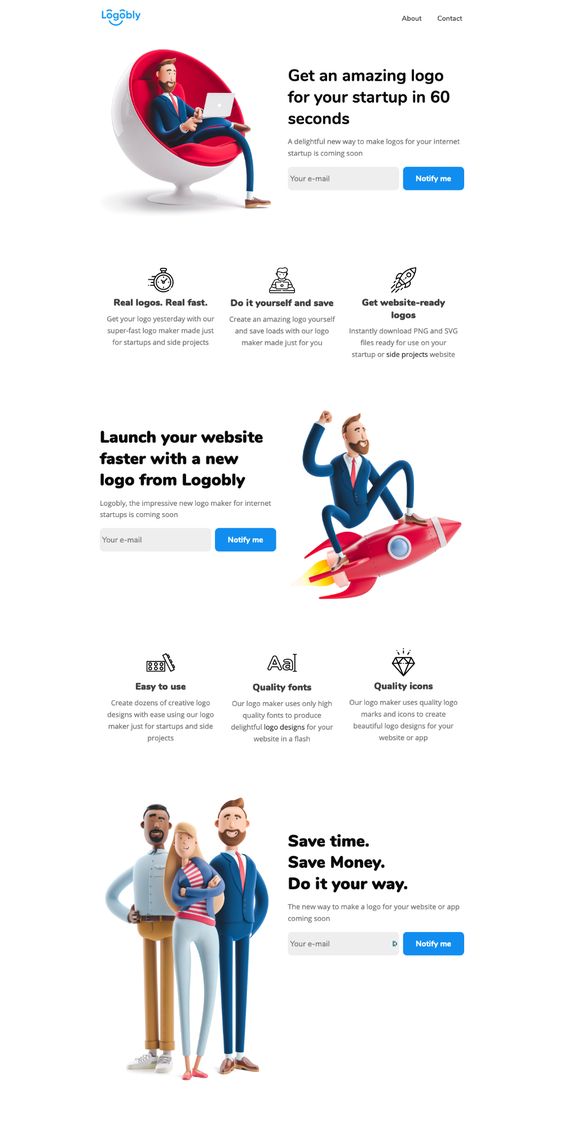 Logobly
About Contact
Get an amazing logo
for your startup in 60
seconds
A delightful new way to make logos for your internet
startup is coming soon
Your e-mail
Notify me
Real logos. Real fast.
Get your logo yesterday with our
super-fast logo maker made just
for startups and side projects
Do it yourself and save
Create an amazing logo yourself
and save loads with our logo
maker made just for you
Get website-ready
logos
Instantly download PNG and SVG
files ready for use on your
startup or side projects website
Launch your website
faster with a new
logo from Logobly
Logobly, the impressive new logo maker for internet
startups is coming soon
Your e-mail
Notify me
Easy to use
Create dozens of creative logo
designs with ease using our logo
maker just for startups and side
projects
Aa
Quality fonts
Our logo maker uses only high
quality fonts to produce
delightful logo designs for your
website in a flash
Quality icons
Our logo maker uses quality logo
marks and icons to create
beautiful logo designs for your
website or app
Save time.
Save Money.
Do it your way.
The new way to make a logo for your website or app
coming soon
Your e-mail
D
Notify me